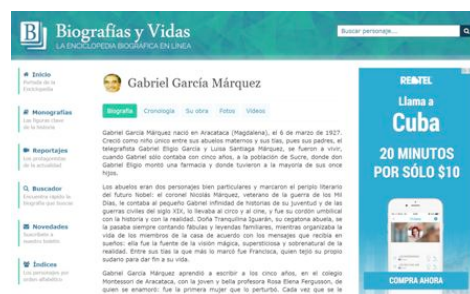 B
Biografías y Vidas
LA ENCICLOPEDIA BIOGRÁFICA EN LÍNEA
Buscar personaje...
Inicio
Portada de la
Enciclopedia
Monografías
Las figuras clave
de la historia
Reportajes
Los protagonistas
de la actualidad
Buscador
Encuentra rápido la
biografía que buscas
Novedades
Suscríbete a
nuestro boletín
Índices
Los personajes por
orden alfabético
Gabriel García Márquez
Biografía Cronología Su obra Fotos Vídeos
Gabriel García Márquez nació en Aracataca (Magdalena), el 6 de marzo de 1927.
Creció como niño único entre sus abuelos maternos y sus tías, pues sus padres, el
telegrafista Gabriel Eligio García y Luisa Santiaga Márquez, se fueron a vivir,
cuando Gabriel sólo contaba con cinco años, a la población de Sucre, donde don
Gabriel Eligio montó una farmacia y donde tuvieron a la mayoría de sus once
hijos.
Los abuelos eran dos personajes bien particulares y marcaron el periplo literario
del futuro Nobel: el coronel Nicolás Márquez, veterano de la guerra de los Mil
Días, le contaba al pequeño Gabriel infinidad de historias de su juventud y de las
guerras civiles del siglo XIX, lo llevaba al circo y al cine, y fue su cordón umbilical
con la historia y con la realidad. Doña Tranquilina Iguarán, su cegatona abuela, se
la pasaba siempre contando fábulas y leyendas familiares, mientras organizaba la
vida de los miembros de la casa de acuerdo con los mensajes que recibía en
sueños: ella fue la fuente de la visión mágica, supersticiosa y sobrenatural de la
realidad. Entre sus tías la que más lo marcó fue Francisca, quien tejió su propio
sudario para dar fin a su vida.
Gabriel García Márquez aprendió a escribir a los cinco años, en el colegio
Montessori de Aracataca, con la joven y bella profesora Rosa Elena Fergusson, de
quien se enamoró: fue la primera mujer que lo perturbó. Cada vez que se le
REBTEL
Llama a
Cuba
20 MINUTOS
POR SÓLO $10
COMPRA AHORA